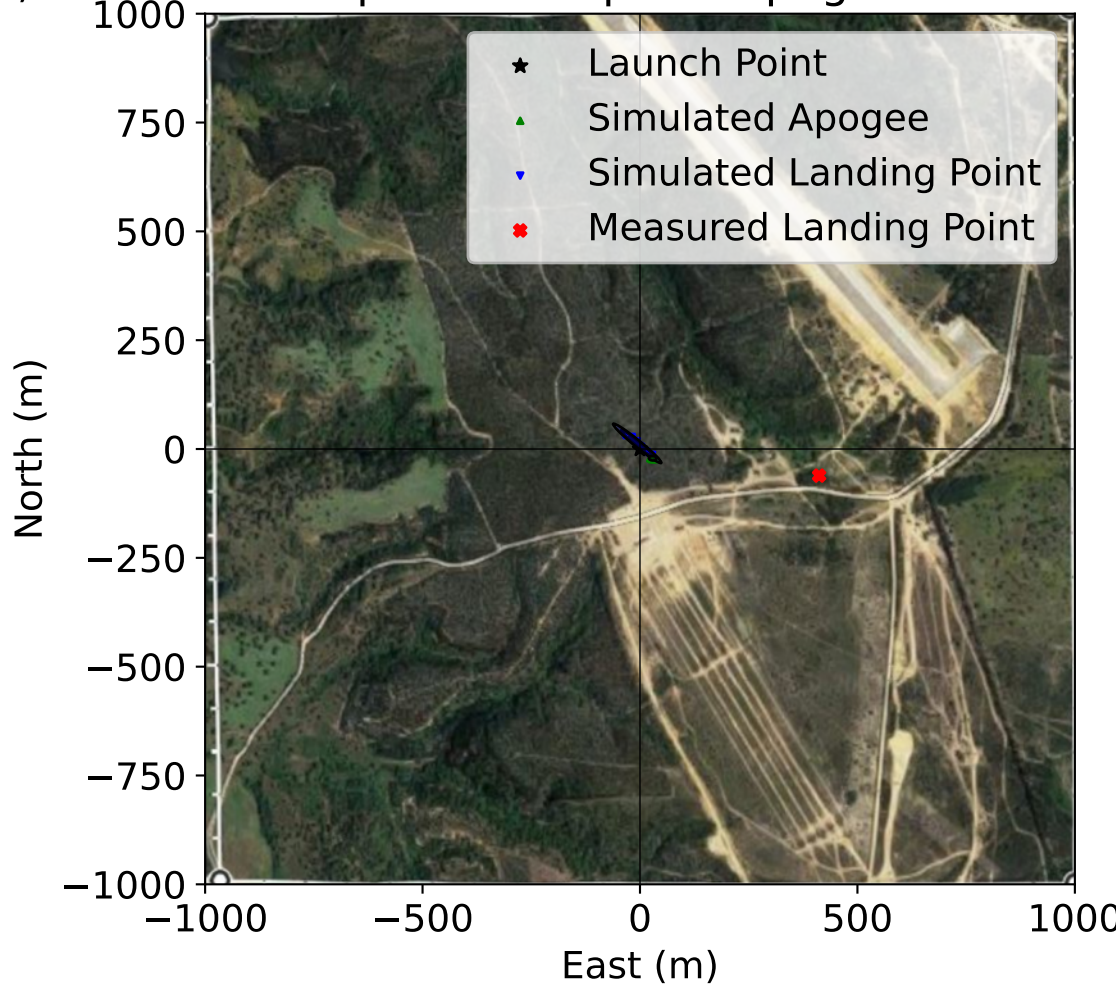 1000
Launch Point
Simulated Apogee
Simulated Landing Point
Measured Landing Point
750
500
250
0
−250
−500
−750
−1000
North (m)
−1000
−500
0
500
1000
East (m)